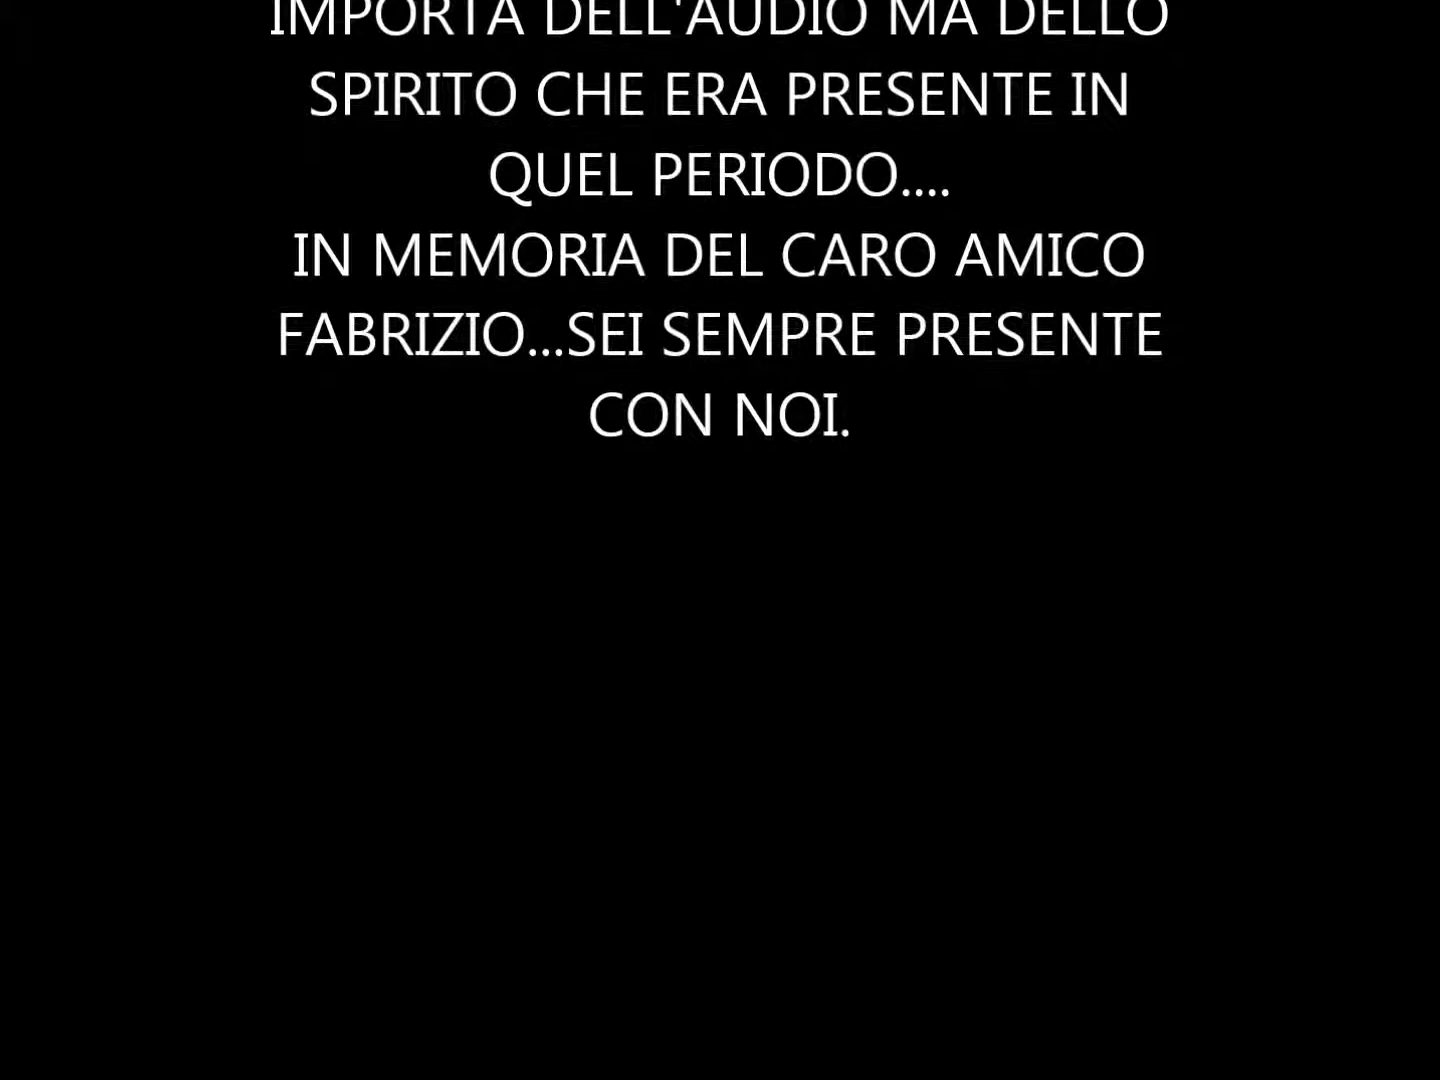 IMPORTA DELL'AUDIO MA DELLO
SPIRITO CHE ERA PRESENTE IN
QUEL PERIODO....
IN MEMORIA DEL CARO AMICO
FABRIZIO...SEI SEMPRE PRESENTE
CON NOI.